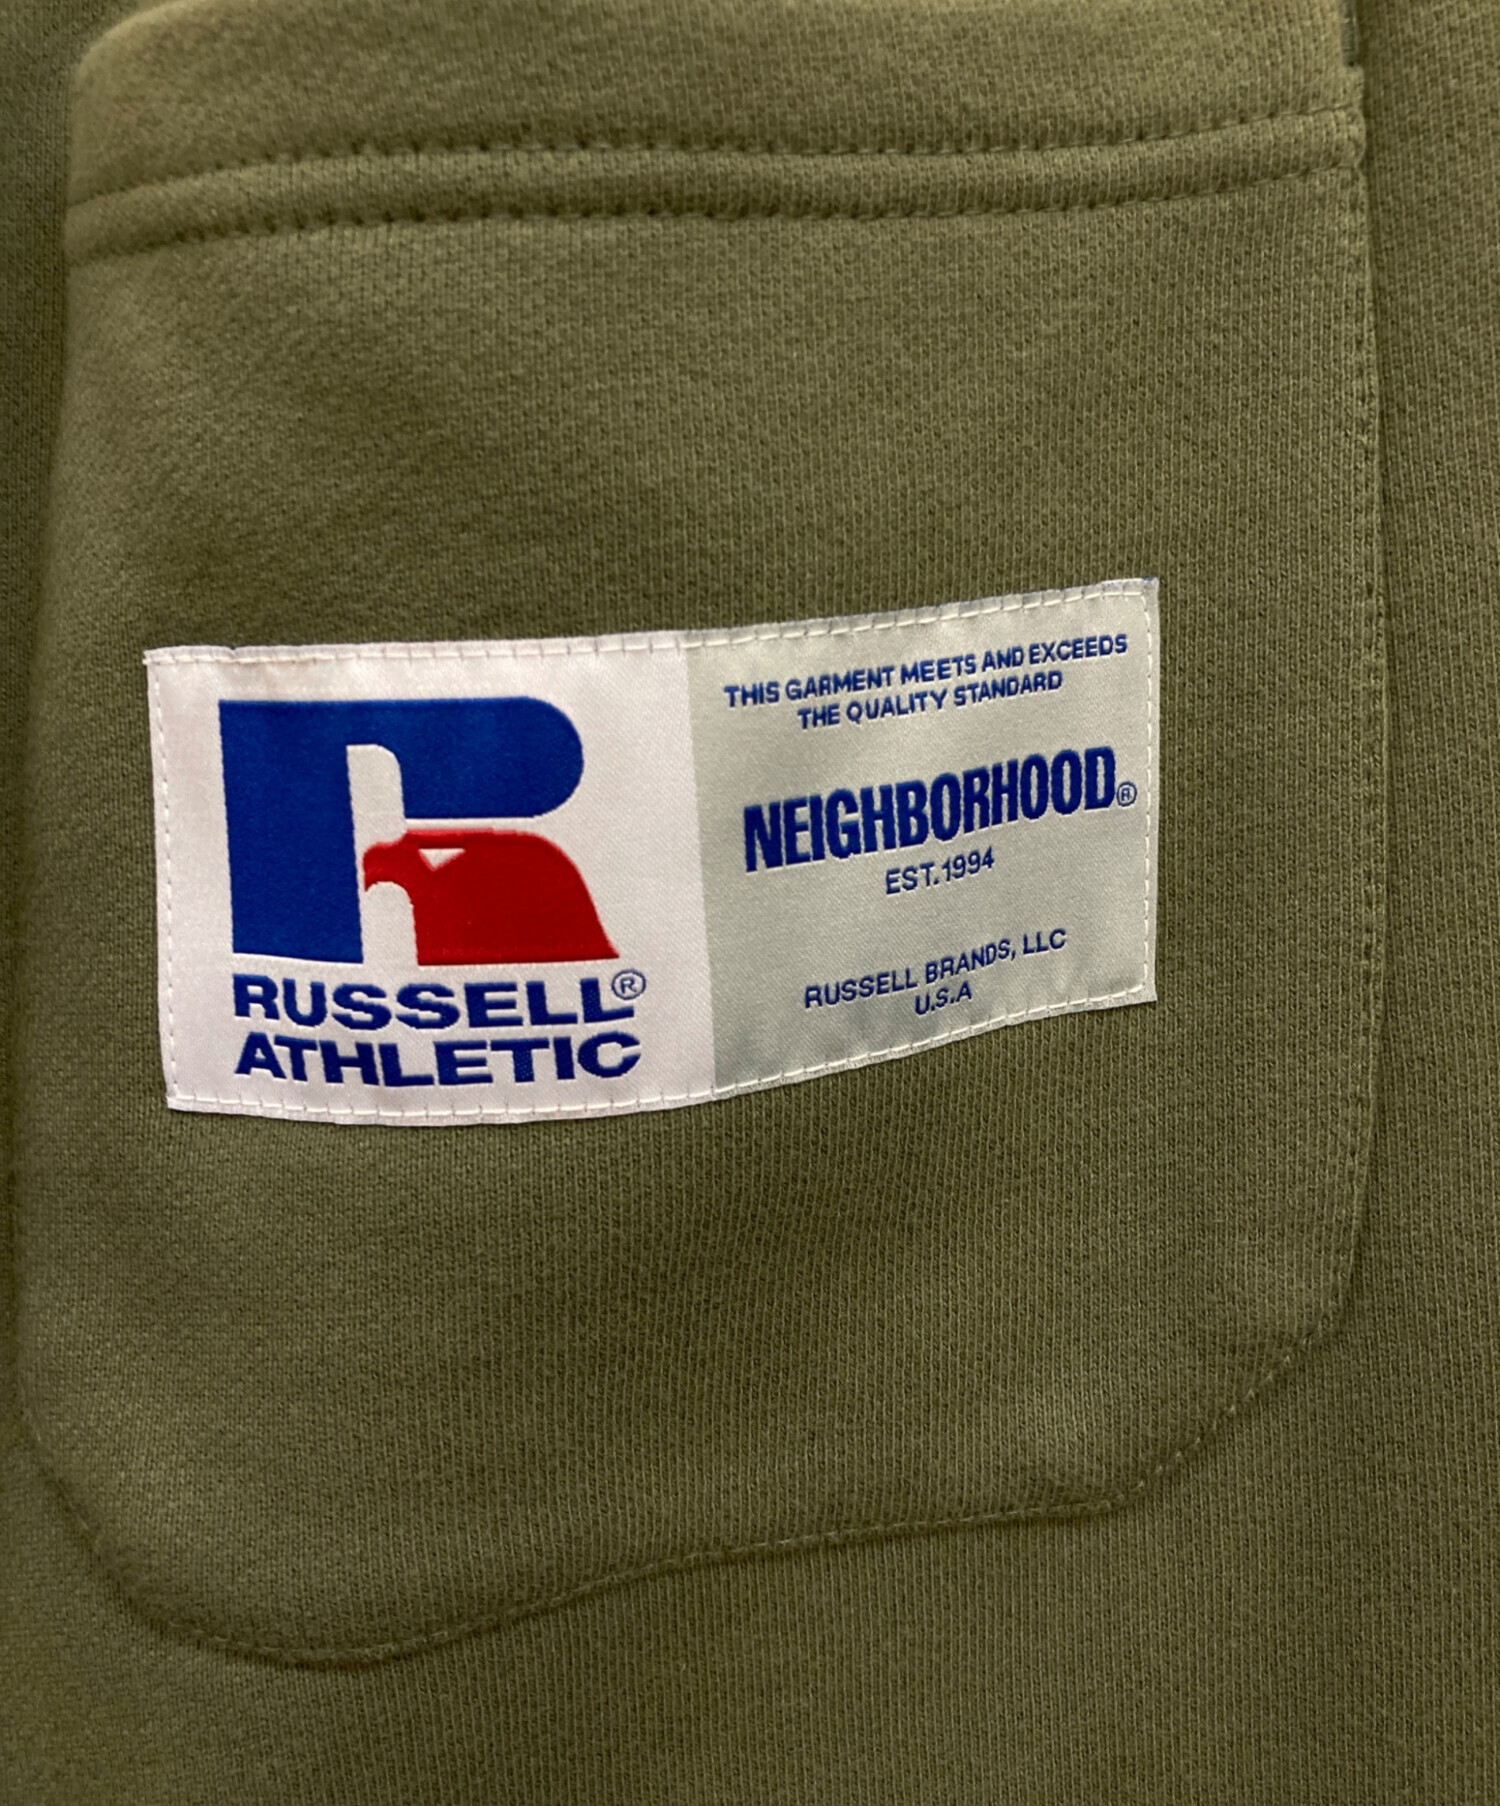 RUSSELL®
ATHLETIC
THIS GARMENT MEETS AND EXCEEDS
THE QUALITY STANDARD
NEIGHBORHOOD®
EST.1994
RUSSELL BRANDS, LLC
U.S.A